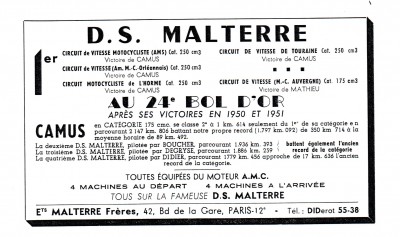 D.S. MALTERRE
1er
CIRCUIT de VITESSE MOTOCYCLISTE (AMS) Cat. 250 cm3
Victoire de CAMUS
CIRCUIT de VITESSE (Am. M.-C. Orléannois) Cat. 250 cm3
Victoire de CAMUS
CIRCUIT MOTOCYCLISTE de L'HORME Cat. 250 cm3
Victoire de CAMUS
CIRCUIT DE VITESSE DE TOURAINE Cat. 250 cm3
Victoire de CAMUS
CIRCUIT de VITESSE (M.-C. AUVERGNE) Cat. 175 cm3
Victoire de MATHIEU
AU 24e BOL D'OR
APRÈS SES VICTOIRES EN 1950 ET 1951
CAMUS
en CATÉGORIE 175 cmc se classe 2e à 1 km. 614 seulement du 1er de sa catégorie en
parcourant 2 147 km. 806 battant notre propre record (1.797 km. 092) de 350 km 714 à la
moyenne horaire de 89 km. 492.
La deuxième D.S. MALTERRE, pilotée par BOUCHER, 1.936 km. 393
La troisième D.S. MALTERRE, pilotée par DEGRYSE, parcourant 1.886 km. 259
battant également l'ancien
record de la catégorie
La quatrième D.S. MALTERRE, pilotée par DIDIER, parcourant 1779 km. 456 approche de 17 km. 636 l'ancien
record de la catégorie.
TOUTES ÉQUIPÉES DU MOTEUR A.M.C.
4 MACHINES AU DÉPART 4 MACHINES A L'ARRIVÉE
TOUS SUR LA FAMEUSE D.S. MALTERRE
Ets MALTERRE Frères, 42, Bd de la Gare, PARIS-12e - Tél. : DIDerot 55-38